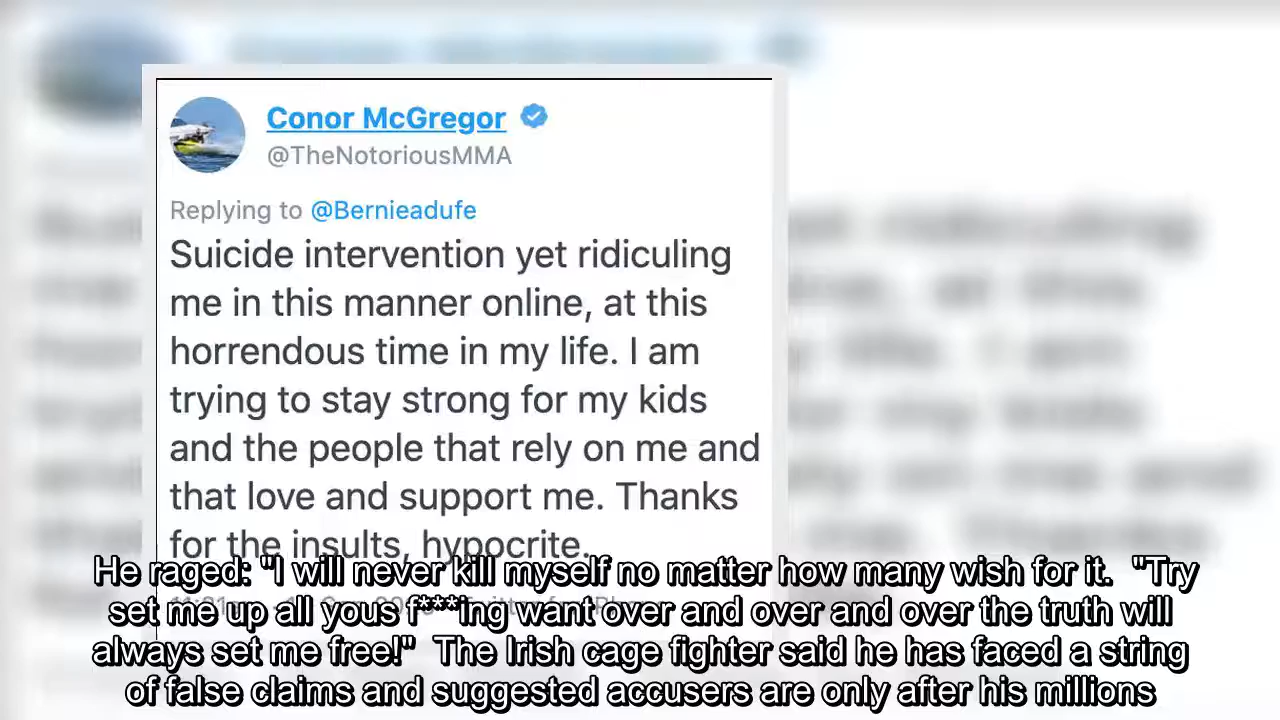 Conor McGregor
@TheNotoriousMMA
Replying to @Bernieadufe
Suicide intervention yet ridiculing
me in this manner online, at this
horrendous time in my life. I am
trying to stay strong for my kids
and the people that rely on me and
that love and support me. Thanks
for the insults, hypocrite.
He raged: "I will never kill myself no matter how many wish for it. "Try
set me up all yous f***ing want over and over and over the truth will
always set me free!" The Irish cage fighter said he has faced a string
of false claims and suggested accusers are only after his millions